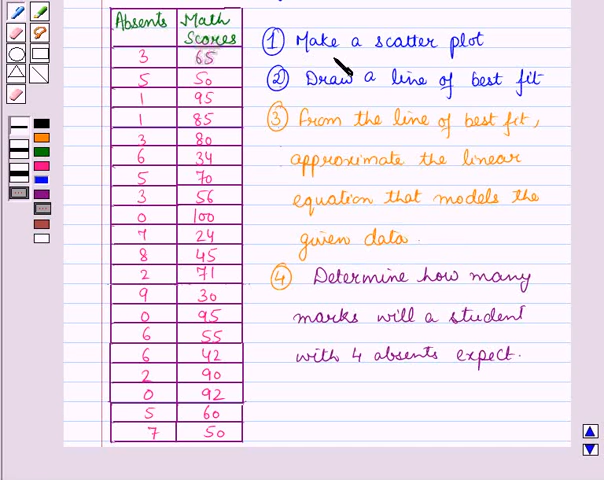 Absents Math Scores
3 65
5 50
1 95
1 85
3 80
6 34
5 70
3 56
0 100
7 24
8 45
2 71
9 30
0 95
6 55
6 42
2 90
0 92
5 60
7 50
① Make a scatter plot
② Draw a line of best fit
③ From the line of best fit,
approximate the linear
equation that models the
given data.
④ Determine how many
marks will a student
with 4 absents expect.